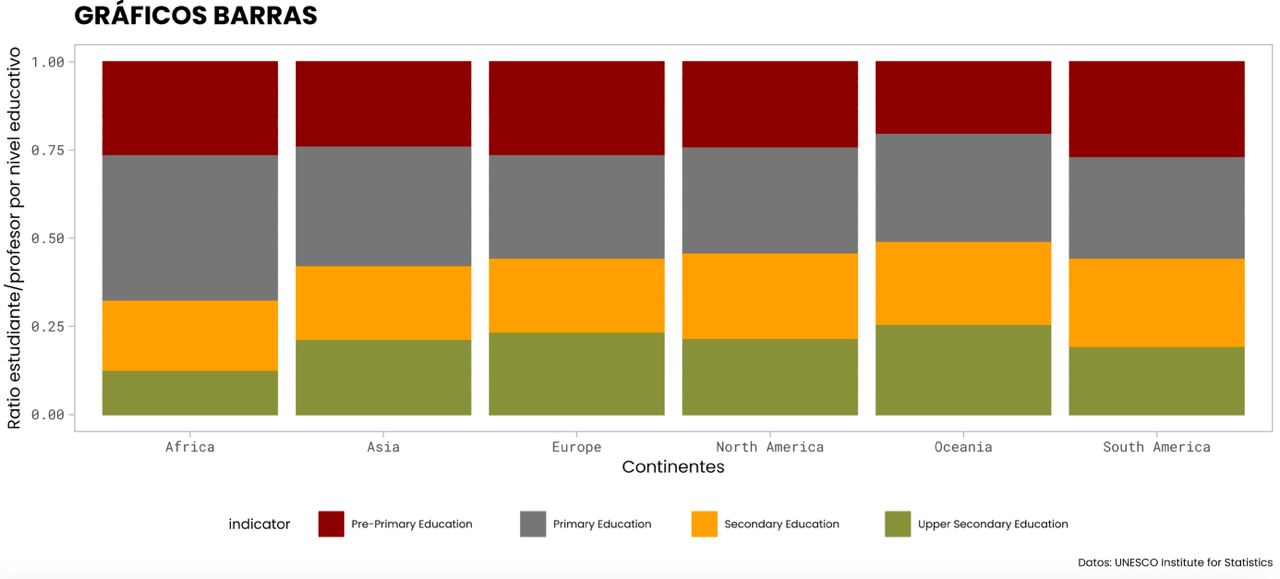 GRÁFICOS BARRAS
Ratio estudiante/profesor por nivel educativo
1.00
0.75
0.50
0.25
0.00
Africa Asia Europe North America Oceania South America
Continentes
indicator Pre-Primary Education Primary Education Secondary Education Upper Secondary Education
Datos: UNESCO Institute for Statistics